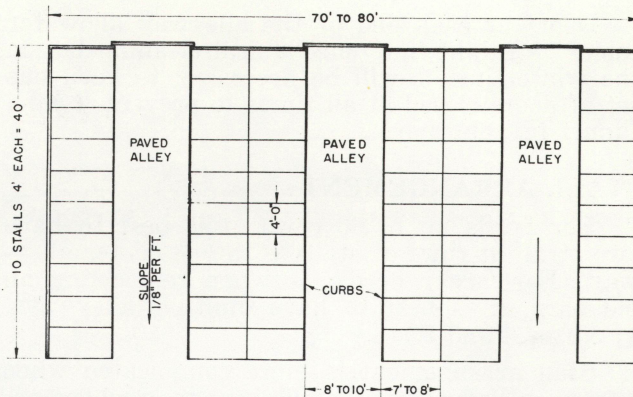 70' TO 80'
10 STALLS 4' EACH = 40'
PAVED
ALLEY
PAVED
ALLEY
PAVED
ALLEY
4'-0"
SLOPE
1/8" PER FT.
CURBS
8' TO 10'
7' TO 8'